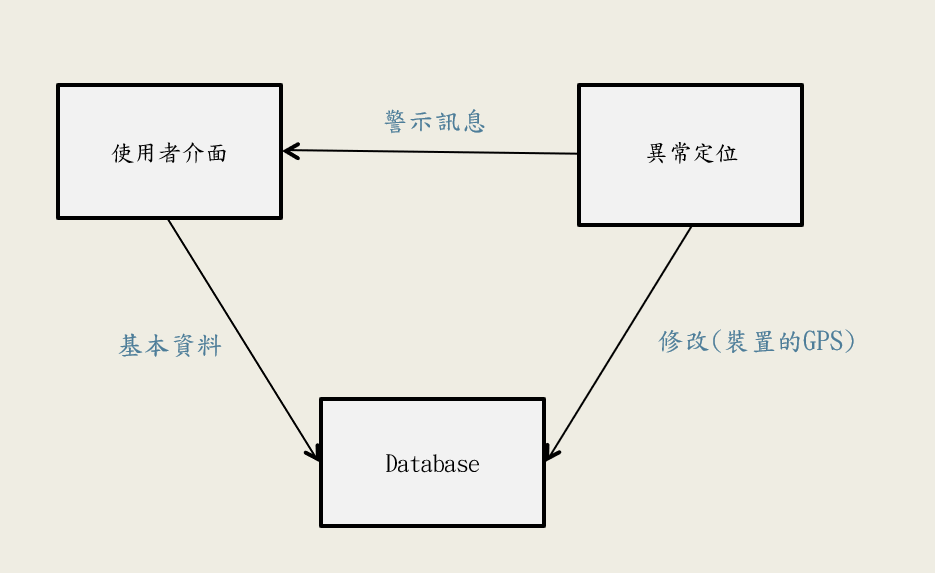 警示訊息
使用者介面
異常定位
基本資料
修改(裝置的GPS)
Database